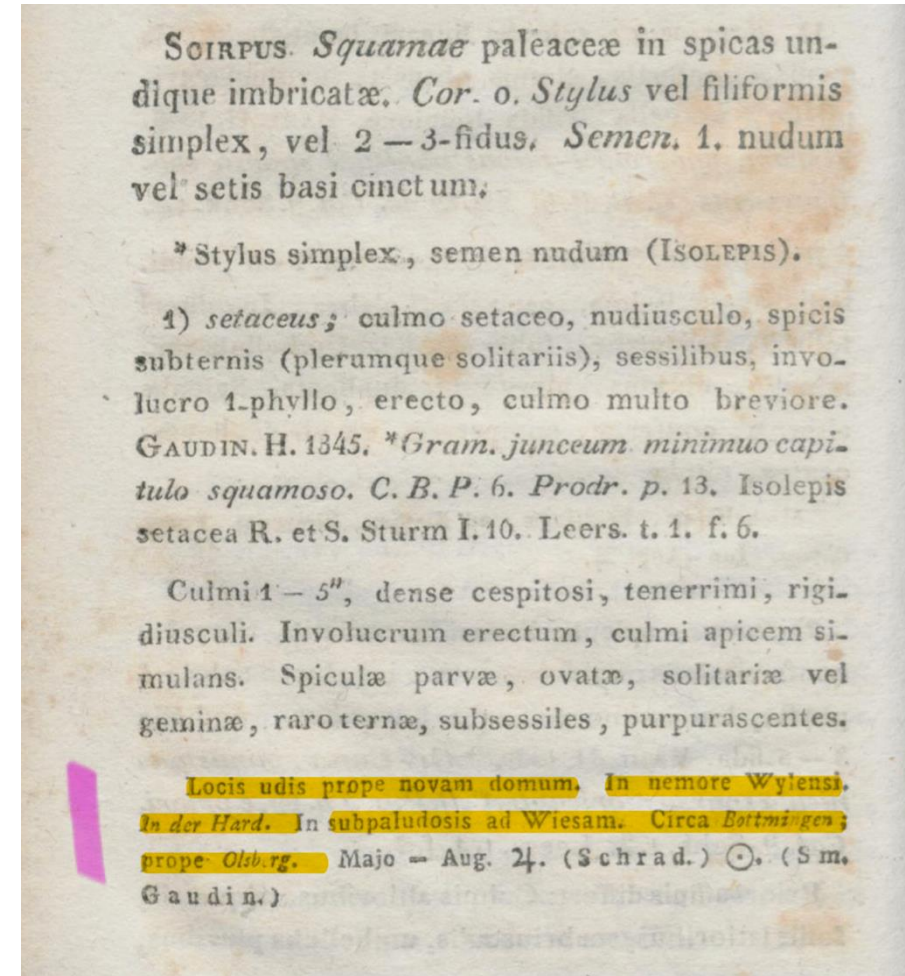 SCIRPUS. Squamae paleaceæ in spicas un-
dique imbricatæ. Cor. o. Stylus vel filiformis
simplex, vel 2 — 3-fidus. Semen. 1. nudum
vel setis basi cinctum.
* Stylus simplex, semen nudum (ISOLEPIS).
1) setaceus; culmo setaceo, nudiusculo, spicis
subternis (plerumque solitariis), sessilibus, invo-
lucro 1-phyllo, erecto, culmo multo breviore.
GAUDIN. H. 1345. *Gram. junceum minimuo capi-
tulo squamoso. C. B. P. 6. Prodr. p. 13. Isolepis
setacea R. et S. Sturm I. 10. Leers. t. 1. f. 6.
Culmi 1 — 5", dense cespitosi, tenerrimi, rigi-
diusculi. Involucrum erectum, culmi apicem si-
mulans. Spiculæ parvæ, ovatæ, solitariæ vel
geminæ, raro ternæ, subsessiles, purpurascentes.
Locis udis prope novam domum. In nemore Wylensi.
In der Hard. In subpaludosis ad Wiesam. Circa Bottmingen;
prope Olsberg. Majo — Aug. ♃. (Schrad.) ☉. (Sm.
Gaudin.)